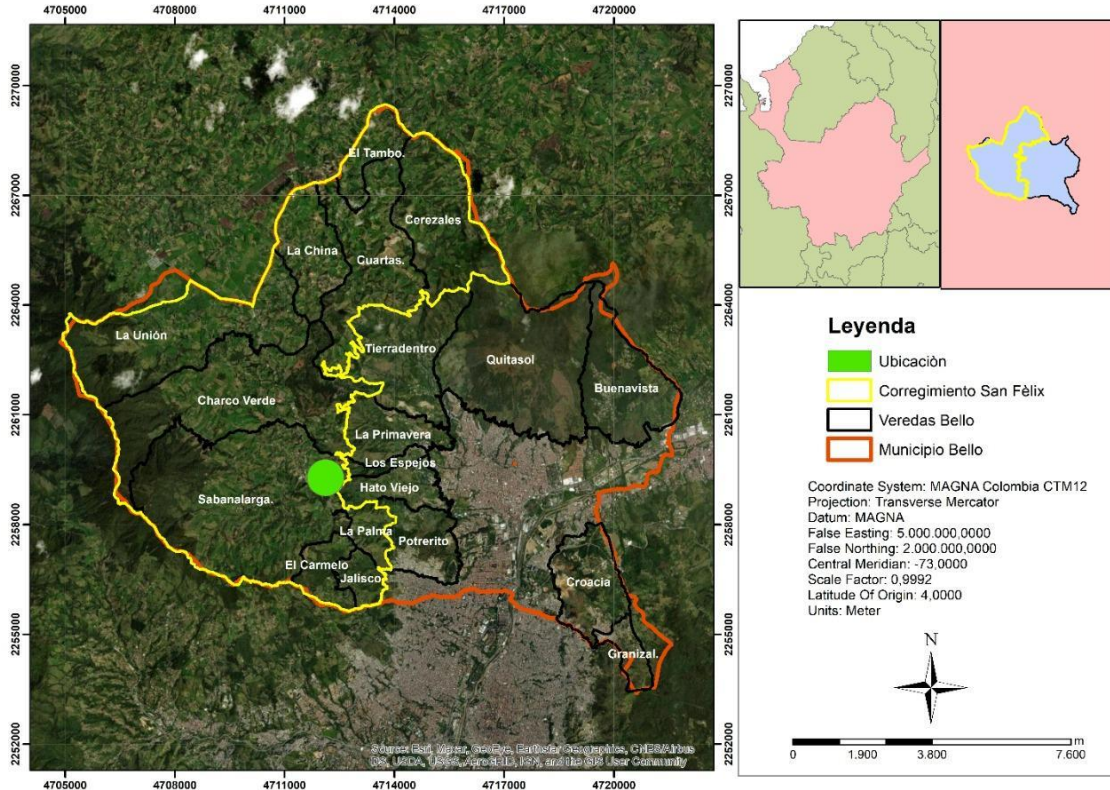 4705000 4708000 4711000 4714000 4717000 4720000
2270000
2267000
2264000
2261000
2258000
2255000
2252000
El Tambo.
Cerezales
La China
Cuartas.
La Unión
Tierradentro
Quitasol
Buenavista
Charco Verde
La Primavera
Los Espejos
Sabanalarga.
Hato Viejo
La Palma
Potrerito
El Carmelo
Jalisco
Croacia
Granizal.
Source: Esri, Maxar, GeoEye, Earthstar Geographics, CNES/Airbus
DS, USDA, USGS, AeroGRID, IGN, and the GIS User Community
2270000
2267000
2264000
2261000
2258000
2255000
2252000
4705000 4708000 4711000 4714000 4717000 4720000
Leyenda
Ubicaciòn
Corregimiento San Fèlix
Veredas Bello
Municipio Bello
Coordinate System: MAGNA Colombia CTM12
Projection: Transverse Mercator
Datum: MAGNA
False Easting: 5.000.000,0000
False Northing: 2.000.000,0000
Central Meridian: -73,0000
Scale Factor: 0,9992
Latitude Of Origin: 4,0000
Units: Meter
N
0 1.900 3.800 7.600 m